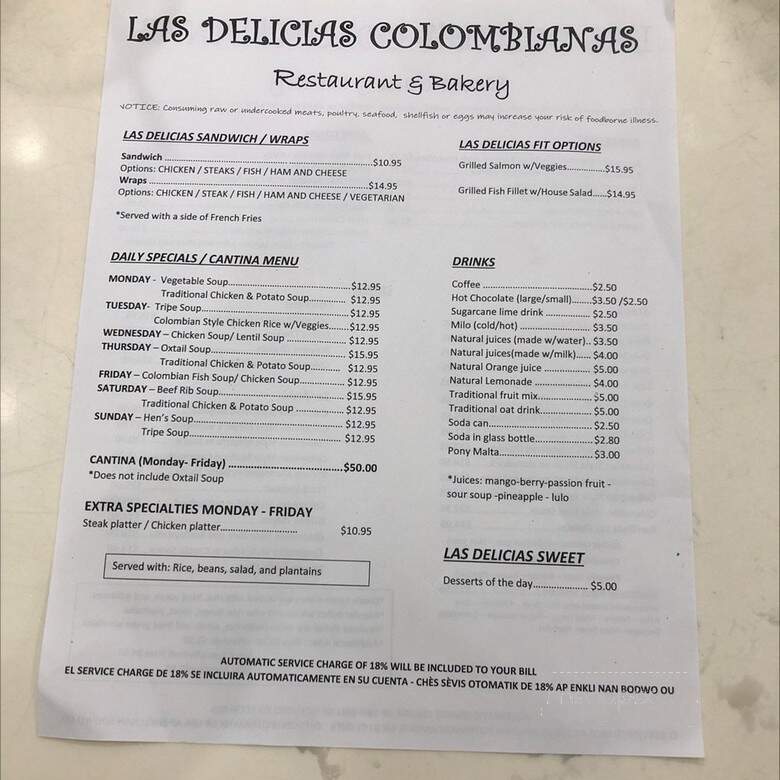 LAS DELICIAS COLOMBIANAS
Restaurant & Bakery
NOTICE: Consuming raw or undercooked meats, poultry, seafood, shellfish or eggs may increase your risk of foodborne illness.
LAS DELICIAS SANDWICH / WRAPS
Sandwich ......................................................$10.95
Options: CHICKEN / STEAKS / FISH / HAM AND CHEESE
Wraps .........................................................$14.95
Options: CHICKEN / STEAK / FISH / HAM AND CHEESE / VEGETARIAN
*Served with a side of French Fries
LAS DELICIAS FIT OPTIONS
Grilled Salmon w/Veggies.............$15.95
Grilled Fish Fillet w/House Salad.....$14.95
DAILY SPECIALS / CANTINA MENU
MONDAY - Vegetable Soup..................................$12.95
Traditional Chicken & Potato Soup.............. $12.95
TUESDAY- Tripe Soup..........................................$12.95
Colombian Style Chicken Rice w/Veggies.......$12.95
WEDNESDAY – Chicken Soup/ Lentil Soup .................. $12.95
THURSDAY – Oxtail Soup......................................$15.95
Traditional Chicken & Potato Soup........... $12.95
FRIDAY – Colombian Fish Soup/ Chicken Soup..............$12.95
SATURDAY – Beef Rib Soup...................................$15.95
Traditional Chicken & Potato Soup ...............$12.95
SUNDAY – Hen's Soup..........................................$12.95
Tripe Soup............................................. $12.95
CANTINA (Monday- Friday) ..................................$50.00
*Does not include Oxtail Soup
EXTRA SPECIALTIES MONDAY - FRIDAY
Steak platter / Chicken platter........................... $10.95
Served with: Rice, beans, salad, and plantains
DRINKS
Coffee .....................................$2.50
Hot Chocolate (large/small).......$3.50 /$2.50
Sugarcane lime drink ............... $2.50
Milo (cold/hot) ........................ $3.50
Natural juices (made w/water).. $3.50
Natural juices(made w/milk)..... $4.00
Natural Orange juice ................ $5.00
Natural Lemonade ................... $4.00
Traditional fruit mix...................$5.00
Traditional oat drink..................$5.00
Soda can...................................$2.50
Soda in glass bottle...................$2.80
Pony Malta............................... $3.00
*Juices: mango-berry-passion fruit -
sour soup -pineapple - lulo
LAS DELICIAS SWEET
Desserts of the day..................... $5.00
AUTOMATIC SERVICE CHARGE OF 18% WILL BE INCLUDED TO YOUR BILL
EL SERVICE CHARGE DE 18% SE INCLUIRA AUTOMATICAMENTE EN SU CUENTA - CHÈS SÈVIS OTOMATIK DE 18% AP ENKLI NAN BODWO OU